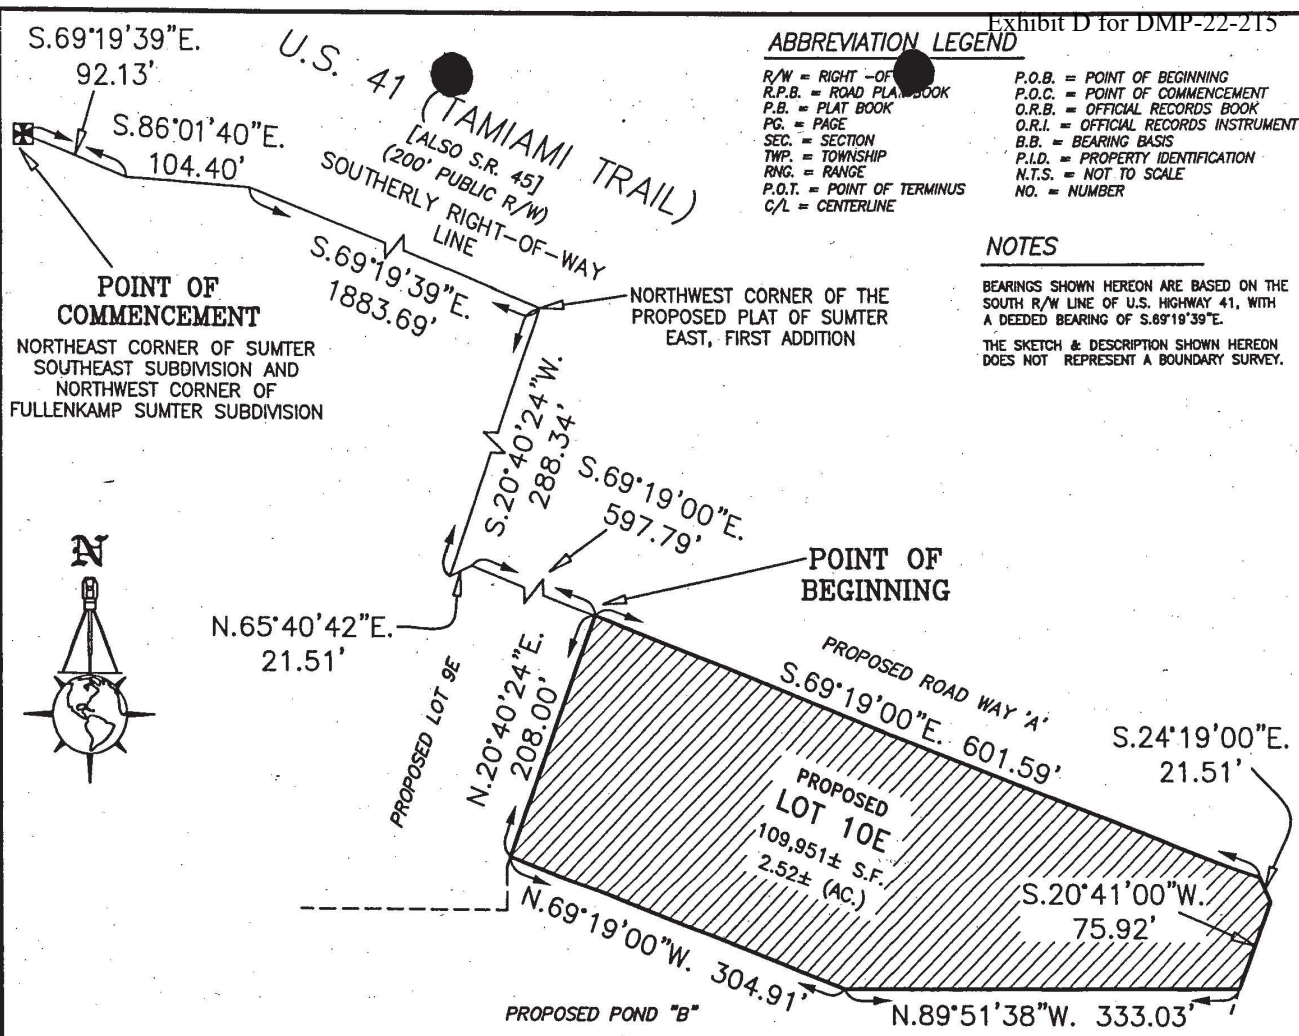 Exhibit D for DMP-22-215
S.69°19'39"E.
92.13'
S.86°01'40"E.
104.40'
U.S. 41 (TAMIAMI TRAIL)
[ALSO S.R. 45]
(200' PUBLIC R/W)
SOUTHERLY RIGHT-OF-WAY
LINE
S.69°19'39"E.
1883.69'
POINT OF
COMMENCEMENT
NORTHEAST CORNER OF SUMTER
SOUTHEAST SUBDIVISION AND
NORTHWEST CORNER OF
FULLENKAMP SUMTER SUBDIVISION
ABBREVIATION LEGEND
R/W = RIGHT -OF
R.P.B. = ROAD PLAT BOOK
P.B. = PLAT BOOK
PG. = PAGE
SEC. = SECTION
TWP. = TOWNSHIP
RNG. = RANGE
P.O.T. = POINT OF TERMINUS
C/L = CENTERLINE
P.O.B. = POINT OF BEGINNING
P.O.C. = POINT OF COMMENCEMENT
O.R.B. = OFFICIAL RECORDS BOOK
O.R.I. = OFFICIAL RECORDS INSTRUMENT
B.B. = BEARING BASIS
P.I.D. = PROPERTY IDENTIFICATION
N.T.S. = NOT TO SCALE
NO. = NUMBER
NOTES
BEARINGS SHOWN HEREON ARE BASED ON THE
SOUTH R/W LINE OF U.S. HIGHWAY 41, WITH
A DEEDED BEARING OF S.69°19'39"E.
THE SKETCH & DESCRIPTION SHOWN HEREON
DOES NOT REPRESENT A BOUNDARY SURVEY.
NORTHWEST CORNER OF THE
PROPOSED PLAT OF SUMTER
EAST, FIRST ADDITION
S.20°40'24"W.
288.34'
S.69°19'00"E.
597.79'
POINT OF
BEGINNING
N
N.65°40'42"E.
21.51'
PROPOSED LOT 9E
N.20°40'24"E.
208.00'
PROPOSED ROAD WAY 'A'
S.69°19'00"E. 601.59'
S.24°19'00"E.
21.51'
PROPOSED
LOT 10E
109,951± S.F.
2.52± (AC.)
S.20°41'00"W.
75.92'
N.69°19'00"W. 304.91'
PROPOSED POND "B"
N.89°51'38"W. 333.03'